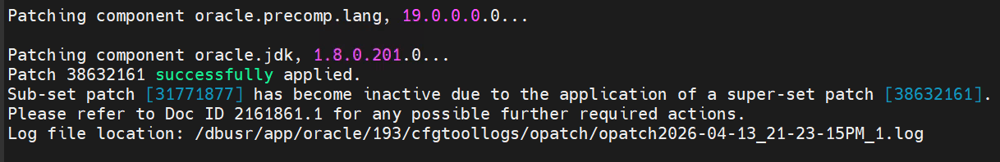 Patching component oracle.precomp.lang, 19.0.0.0.0...
Patching component oracle.jdk, 1.8.0.201.0...
Patch 38632161 successfully applied.
Sub-set patch [31771877] has become inactive due to the application of a super-set patch [38632161].
Please refer to Doc ID 2161861.1 for any possible further required actions.
Log file location: /dbusr/app/oracle/193/cfgtoollogs/opatch/opatch2026-04-13_21-23-15PM_1.log